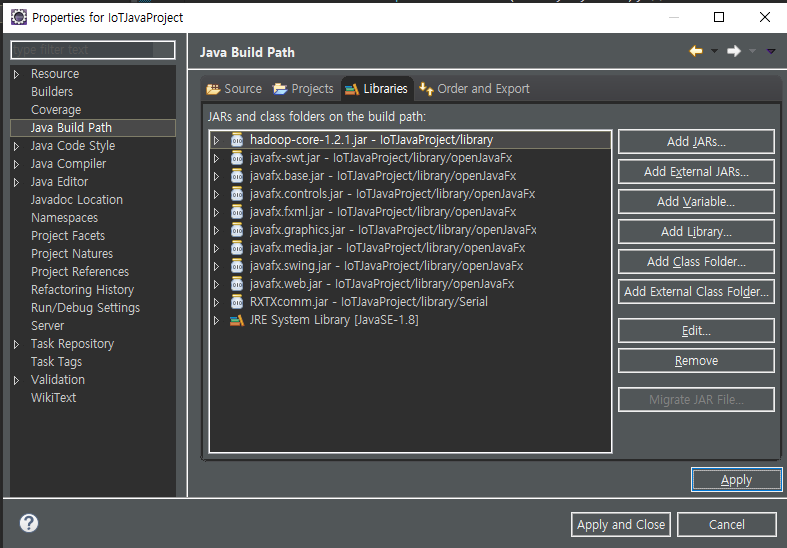 Properties for IoTJavaProject
type filter text
Resource
Builders
Coverage
Java Build Path
Java Code Style
Java Compiler
Java Editor
Javadoc Location
Namespaces
Project Facets
Project Natures
Project References
Refactoring History
Run/Debug Settings
Server
Task Repository
Task Tags
Validation
WikiText
Java Build Path
Source Projects Libraries Order and Export
JARs and class folders on the build path:
hadoop-core-1.2.1.jar - IoTJavaProject/library
javafx-swt.jar - IoTJavaProject/library/openJavaFx
javafx.base.jar - IoTJavaProject/library/openJavaFx
javafx.controls.jar - IoTJavaProject/library/openJavaFx
javafx.fxml.jar - IoTJavaProject/library/openJavaFx
javafx.graphics.jar - IoTJavaProject/library/openJavaFx
javafx.media.jar - IoTJavaProject/library/openJavaFx
javafx.swing.jar - IoTJavaProject/library/openJavaFx
javafx.web.jar - IoTJavaProject/library/openJavaFx
RXTXcomm.jar - IoTJavaProject/library/Serial
JRE System Library [JavaSE-1.8]
Add JARs...
Add External JARs...
Add Variable...
Add Library...
Add Class Folder...
Add External Class Folder...
Edit...
Remove
Migrate JAR File...
Apply
Apply and Close
Cancel